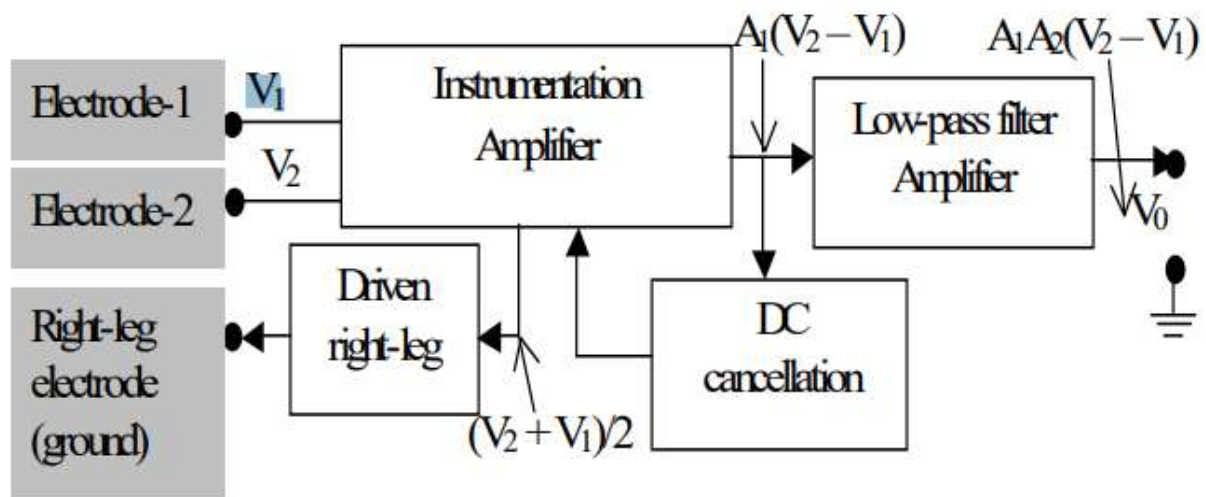 A₁(V₂ – V₁)
A₁A₂(V₂ – V₁)
Electrode-1
V₁
Instrumentation
Amplifier
Low-pass filter
Amplifier
V₂
Electrode-2
V₀
Driven
right-leg
Right-leg
electrode
(ground)
DC
cancellation
(V₂ + V₁)/2